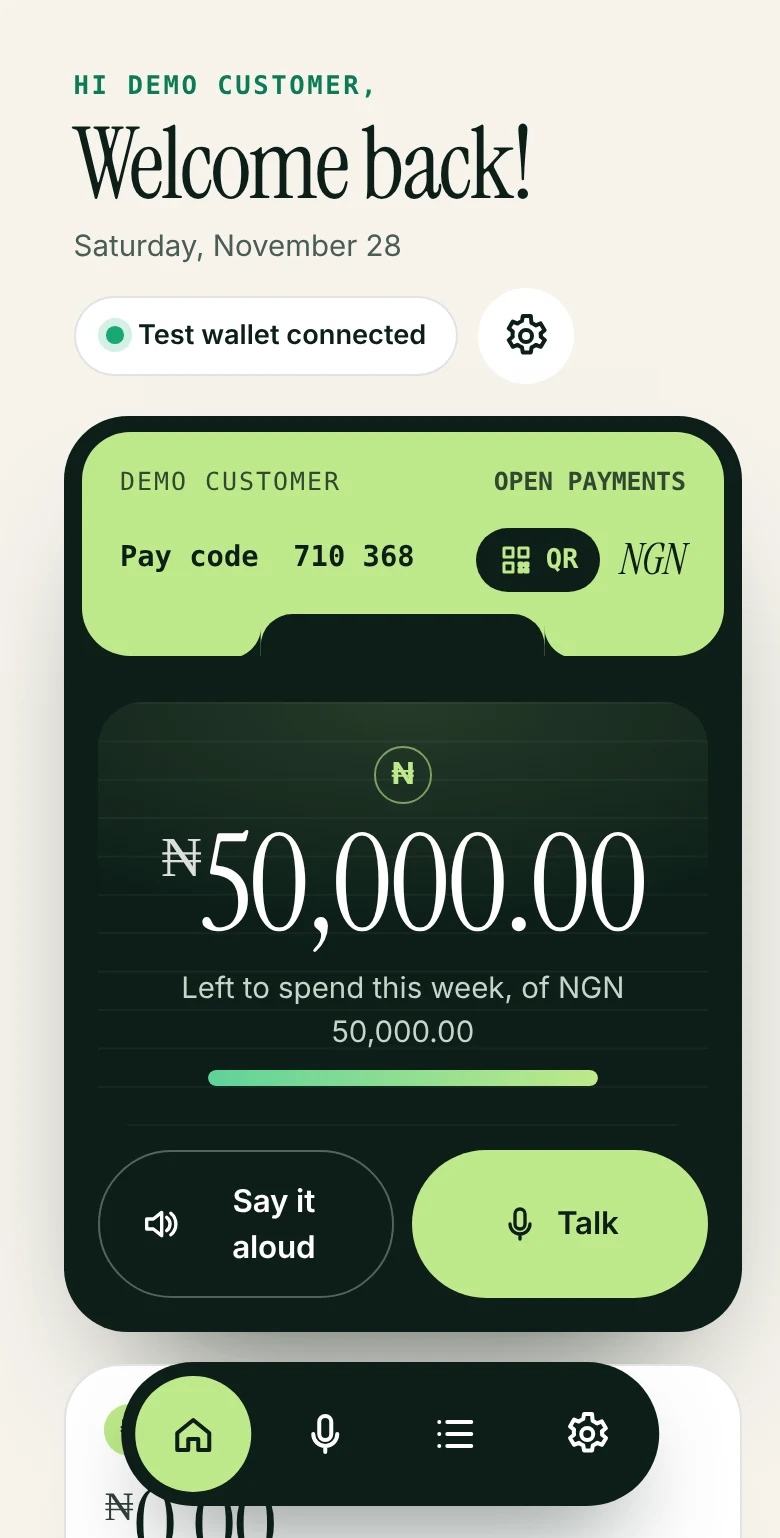 HI DEMO CUSTOMER,
Welcome back!
Saturday, November 28
Test wallet connected
DEMO CUSTOMER OPEN PAYMENTS
Pay code 710 368 QR NGN
₦
₦50,000.00
Left to spend this week, of NGN
50,000.00
Say it
aloud
Talk
₦0.00